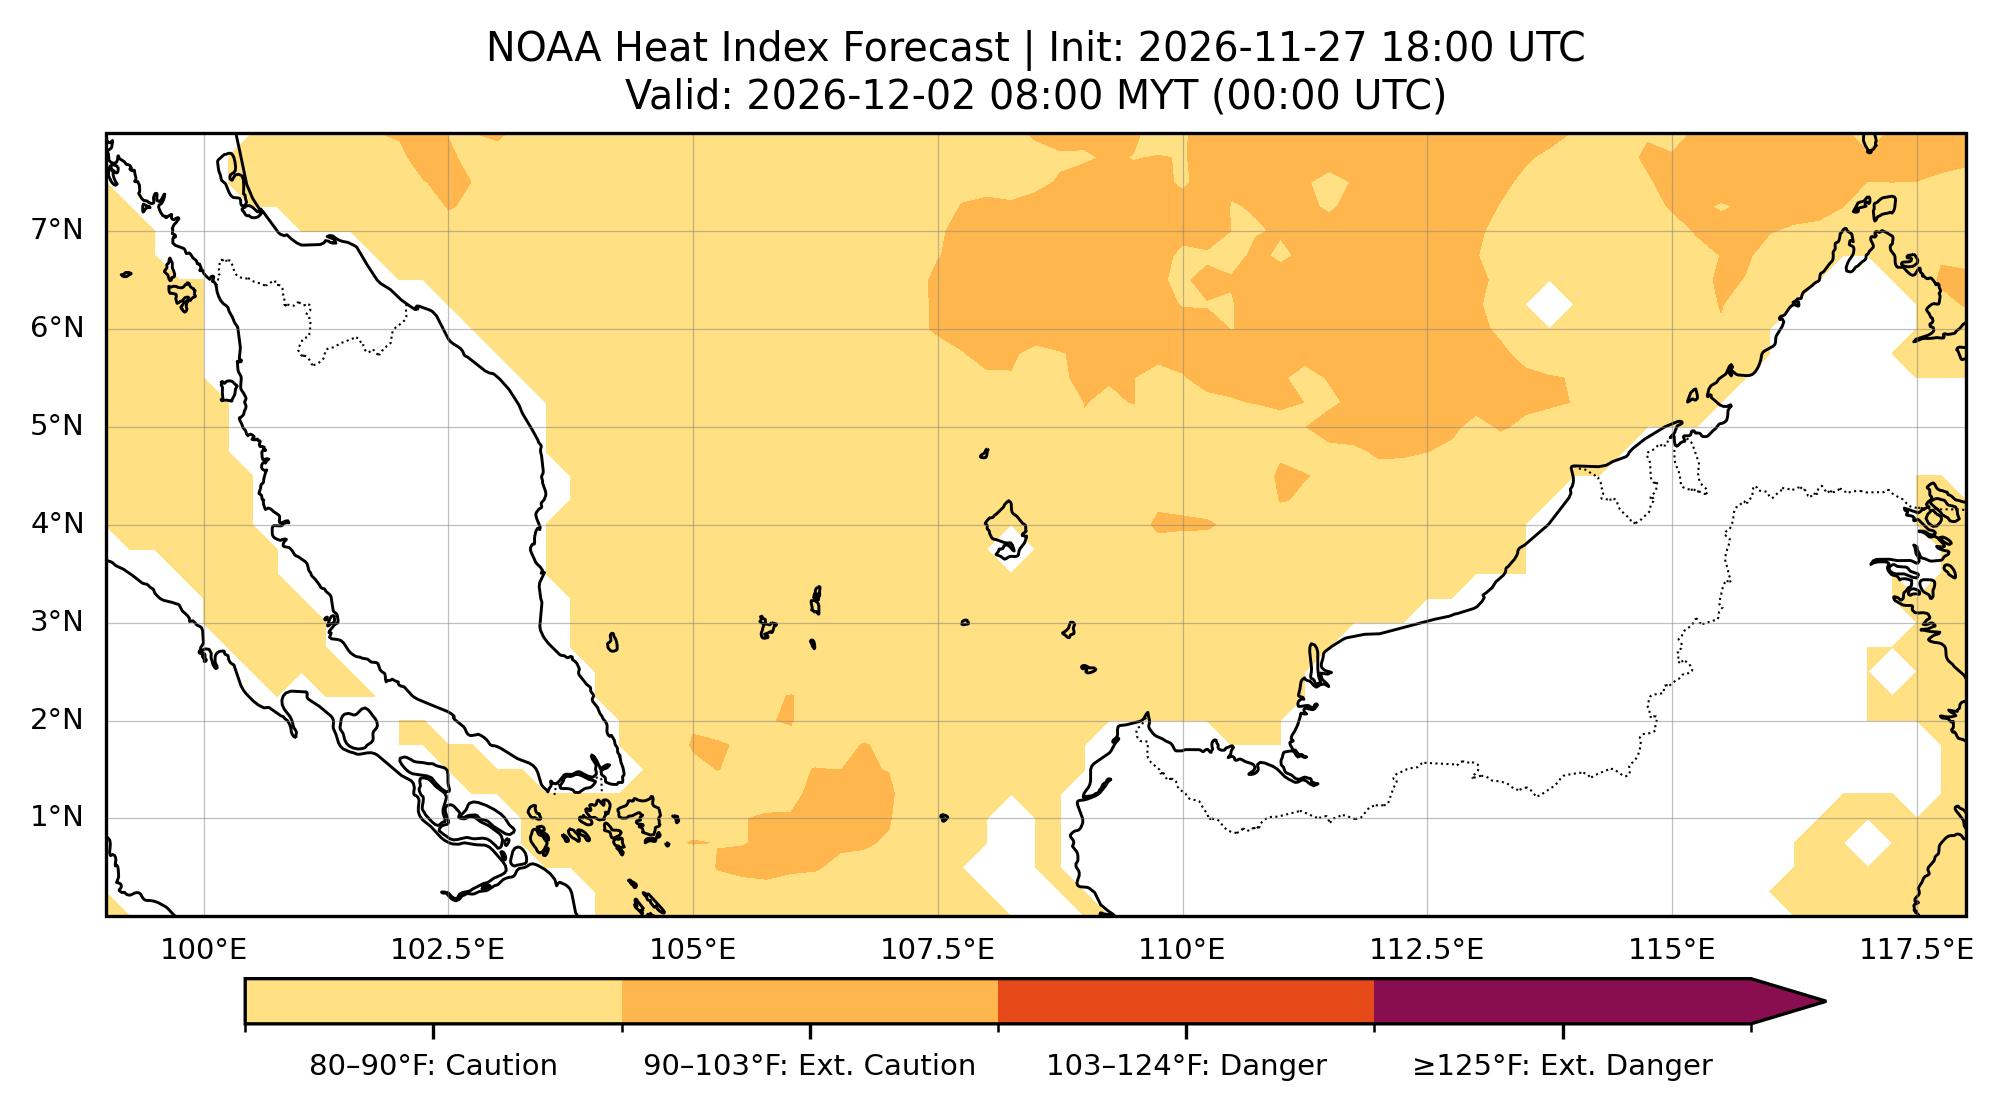 NOAA Heat Index Forecast | Init: 2026-11-27 18:00 UTC
Valid: 2026-12-02 08:00 MYT (00:00 UTC)
7°N
6°N
5°N
4°N
3°N
2°N
1°N
100°E 102.5°E 105°E 107.5°E 110°E 112.5°E 115°E 117.5°E
80–90°F: Caution 90–103°F: Ext. Caution 103–124°F: Danger ≥125°F: Ext. Danger